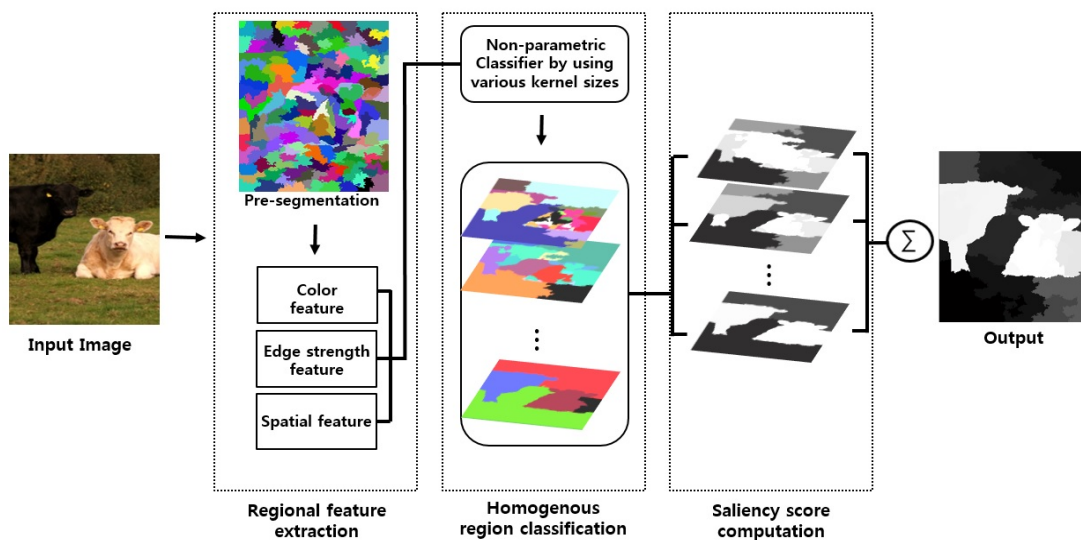 Input Image
Pre-segmentation
Color
feature
Edge strength
feature
Spatial feature
Regional feature
extraction
Non-parametric
Classifier by using
various kernel sizes
Homogenous
region classification
Saliency score
computation
Σ
Output